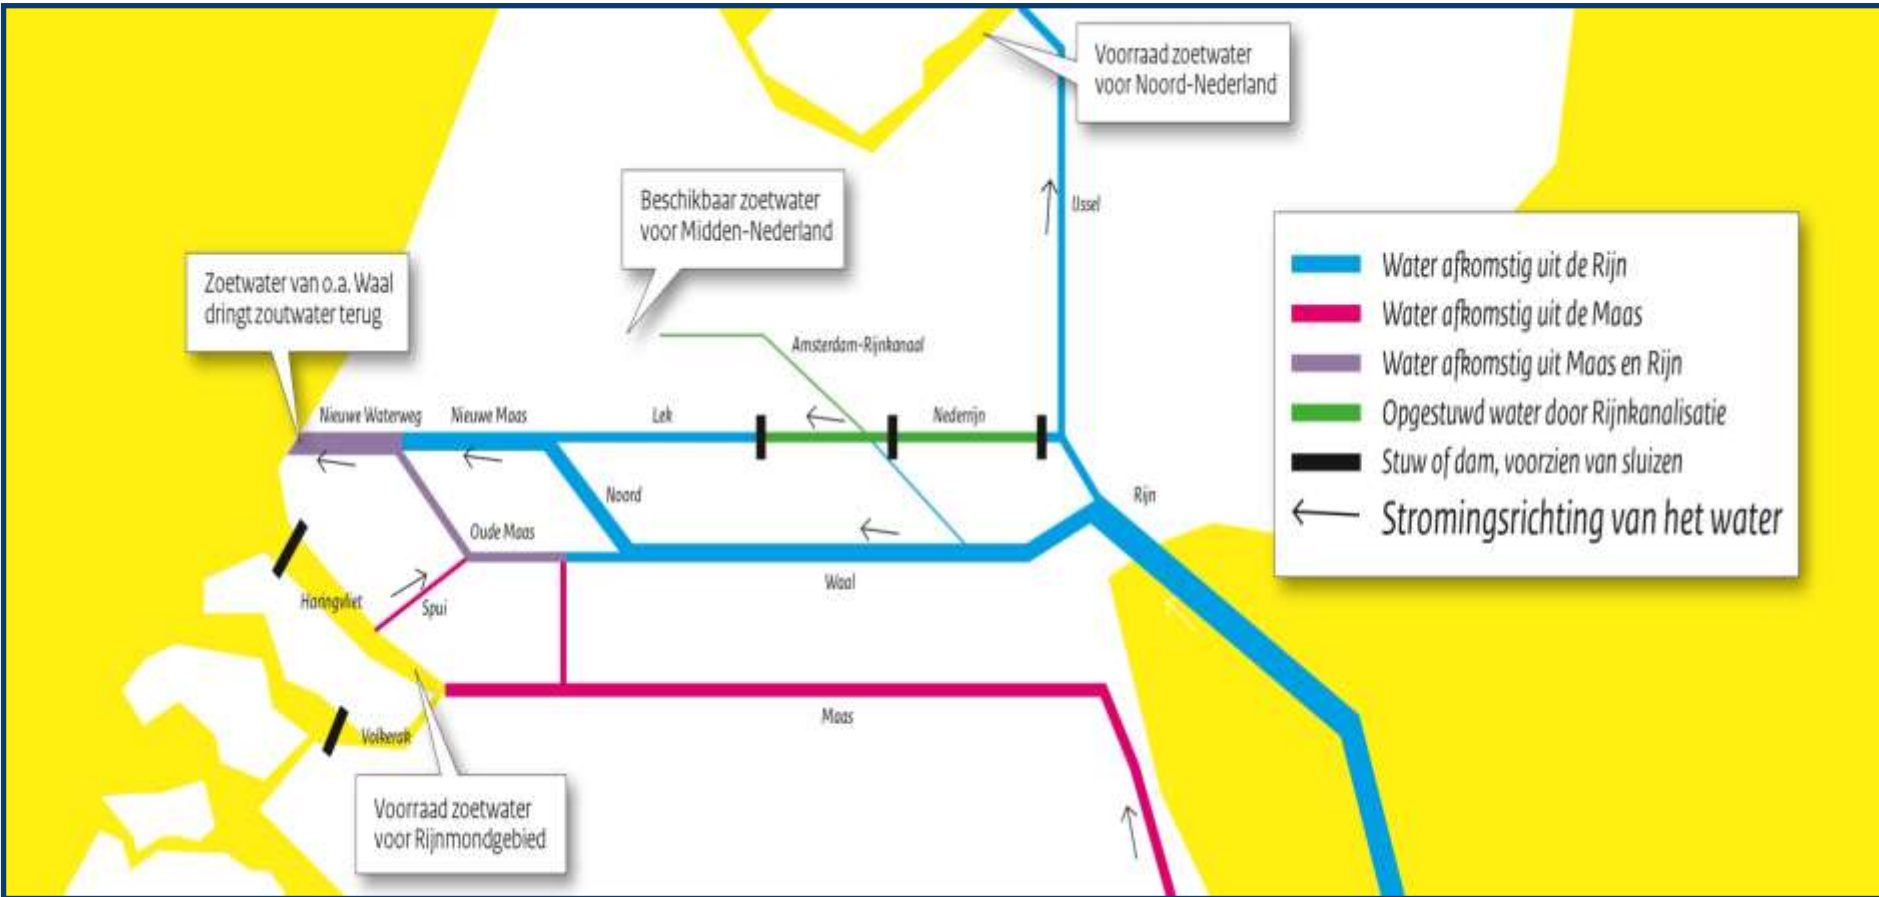 Voorraad zoetwater
voor Noord-Nederland
Beschikbaar zoetwater
voor Midden-Nederland
IJssel
Zoetwater van o.a. Waal
dringt zoutwater terug
Amsterdam-Rijnkanaal
Nieuwe Waterweg
Nieuwe Maas
Lek
Nederrijn
Noord
Rijn
Oude Maas
Waal
Haringvliet
Spui
Maas
Volkerak
Voorraad zoetwater
voor Rijnmondgebied
Water afkomstig uit de Rijn
Water afkomstig uit de Maas
Water afkomstig uit Maas en Rijn
Opgestuwd water door Rijnkanalisatie
Stuw of dam, voorzien van sluizen
Stromingsrichting van het water